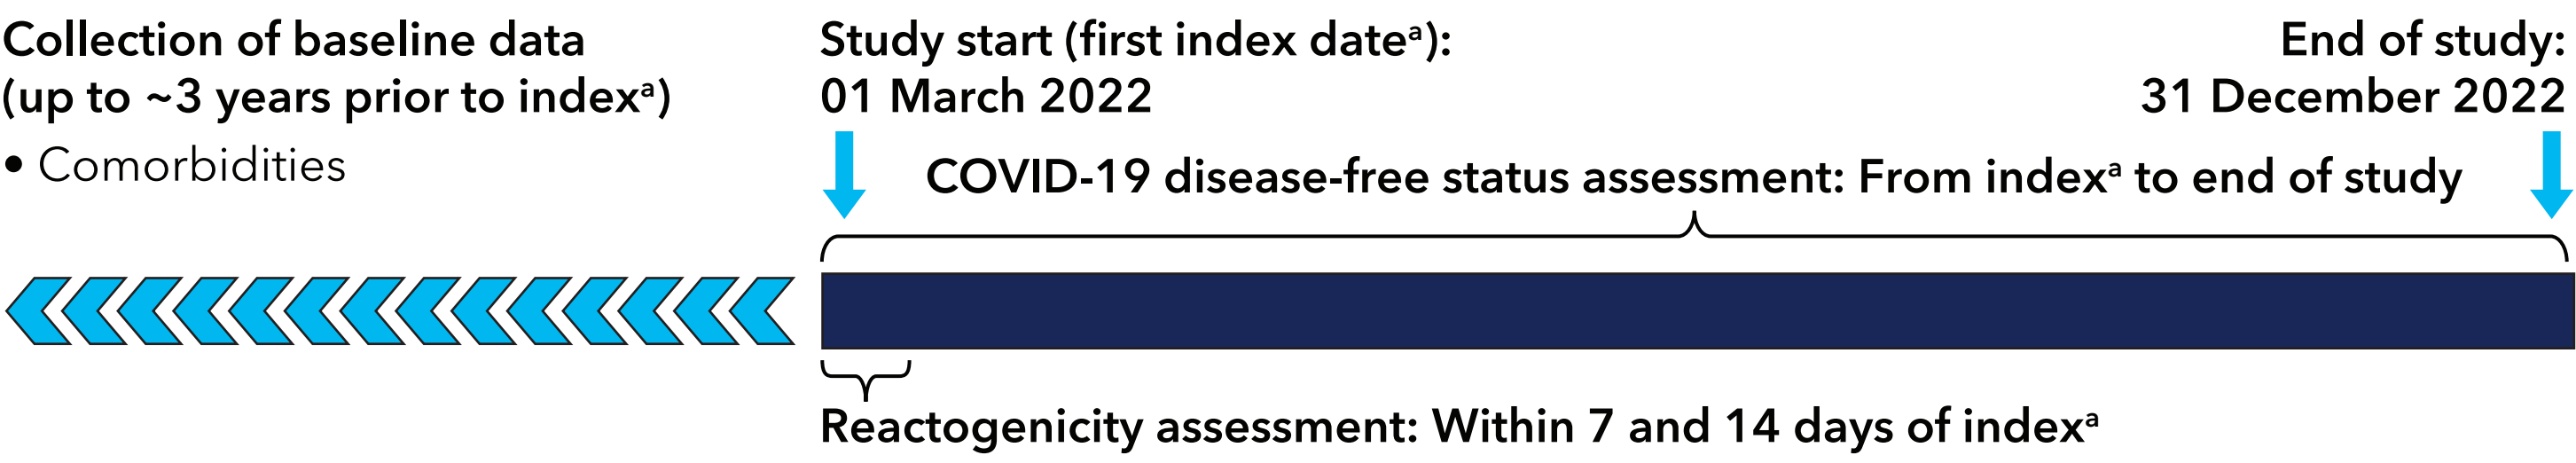 Collection of baseline data
(up to ~3 years prior to indexᵃ)
• Comorbidities
Study start (first index dateᵃ):
01 March 2022
End of study:
31 December 2022
COVID-19 disease-free status assessment: From indexᵃ to end of study
Reactogenicity assessment: Within 7 and 14 days of indexᵃ